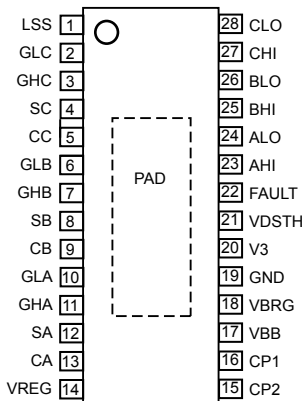 LSS 1 28 CLO
GLC 2 27 CHI
GHC 3 26 BLO
SC 4 25 BHI
CC 5 24 ALO
GLB 6 23 AHI
PAD
GHB 7 22 FAULT
SB 8 21 VDSTH
CB 9 20 V3
GLA 10 19 GND
GHA 11 18 VBRG
SA 12 17 VBB
CA 13 16 CP1
VREG 14 15 CP2